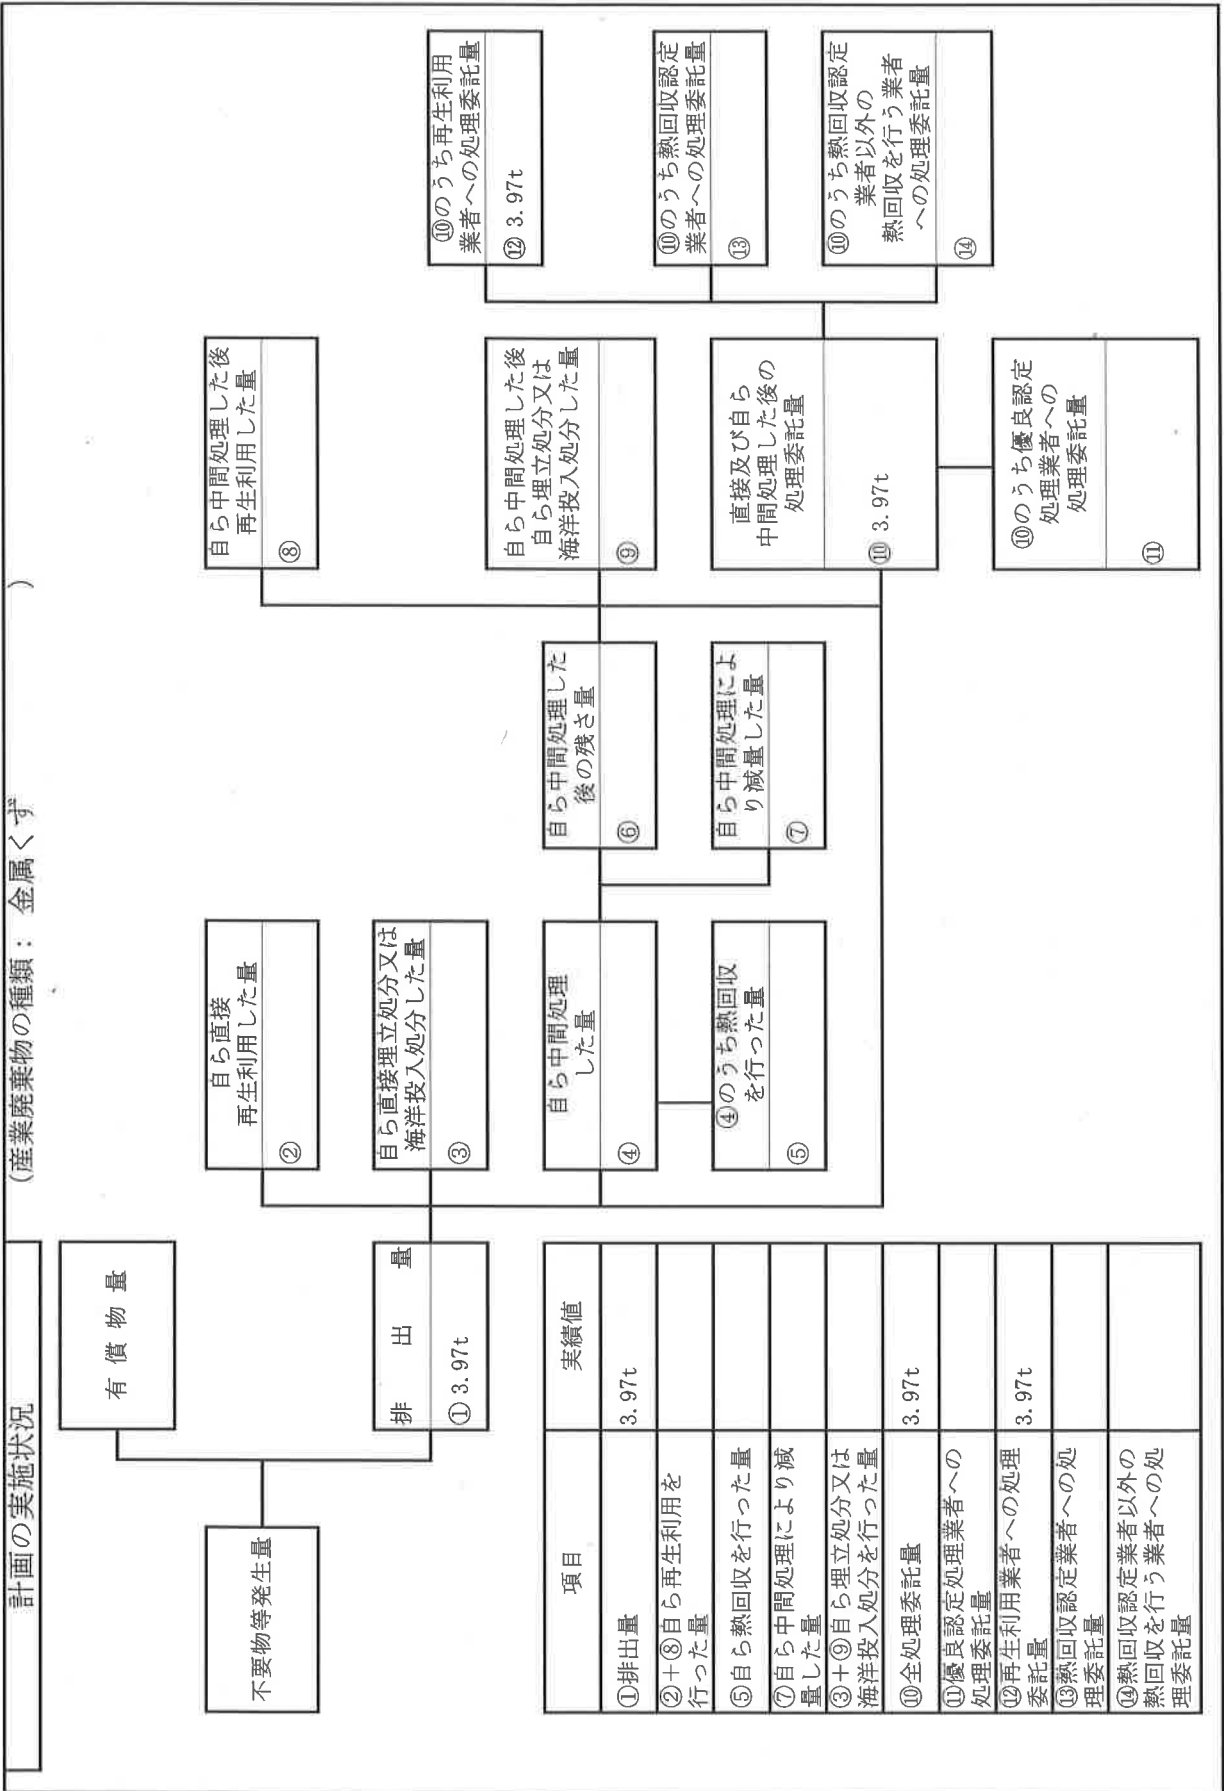 計画の実施状況
(産業廃棄物の種類： 金属くず )
不要物等発生量
有償物量
排出量
① 3.97t
自ら直接
再生利用した量
②
自ら直接埋立処分又は
海洋投入処分した量
③
自ら中間処理
した量
④
④のうち熱回収
を行った量
⑤
自ら中間処理した
後の残さ量
⑥
自ら中間処理によ
り減量した量
⑦
自ら中間処理した後
再生利用した量
⑧
自ら中間処理した後
自ら埋立処分又は
海洋投入処分した量
⑨
直接及び自ら
中間処理した後の
処理委託量
⑩ 3.97t
⑩のうち優良認定
処理業者への
処理委託量
⑪
⑩のうち再生利用
業者への処理委託量
⑫ 3.97t
⑩のうち熱回収認定
業者への処理委託量
⑬
⑩のうち熱回収認定
業者以外の
熱回収を行う業者
への処理委託量
⑭
項目 実績値
①排出量 3.97t
②＋⑧自ら再生利用を
行った量
⑤自ら熱回収を行った量
⑦自ら中間処理により減
量した量
③＋⑨自ら埋立処分又は
海洋投入処分を行った量
⑩全処理委託量 3.97t
⑪優良認定処理業者への
処理委託量
⑫再生利用業者への処理
委託量 3.97t
⑬熱回収認定業者への処
理委託量
⑭熱回収認定業者以外の
熱回収を行う業者への処
理委託量